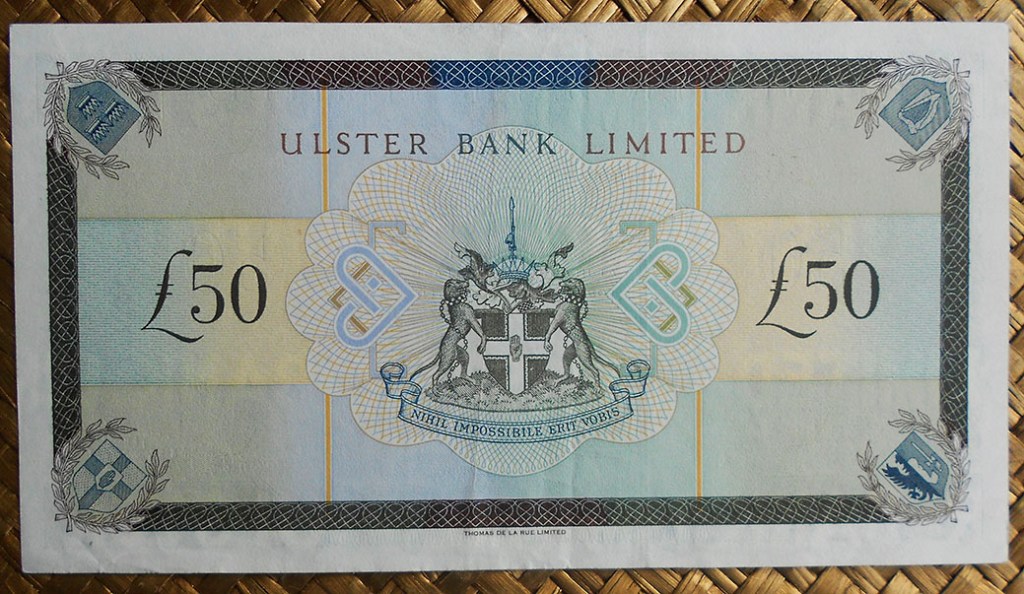 ULSTER BANK LIMITED
£50
£50
NIHIL IMPOSSIBILE ERIT VOBIS
THOMAS DE LA RUE LIMITED